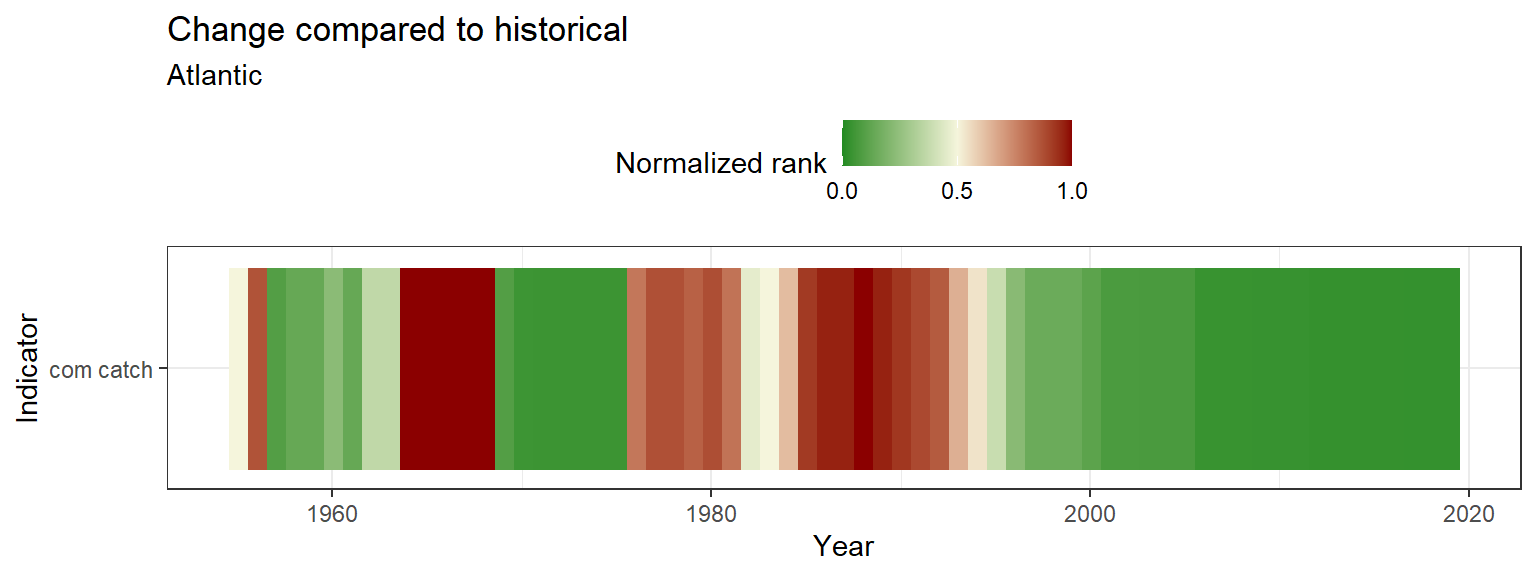 Change compared to historical
Atlantic
Normalized rank
0.0 0.5 1.0
Indicator
com catch
1960 1980 2000 2020
Year